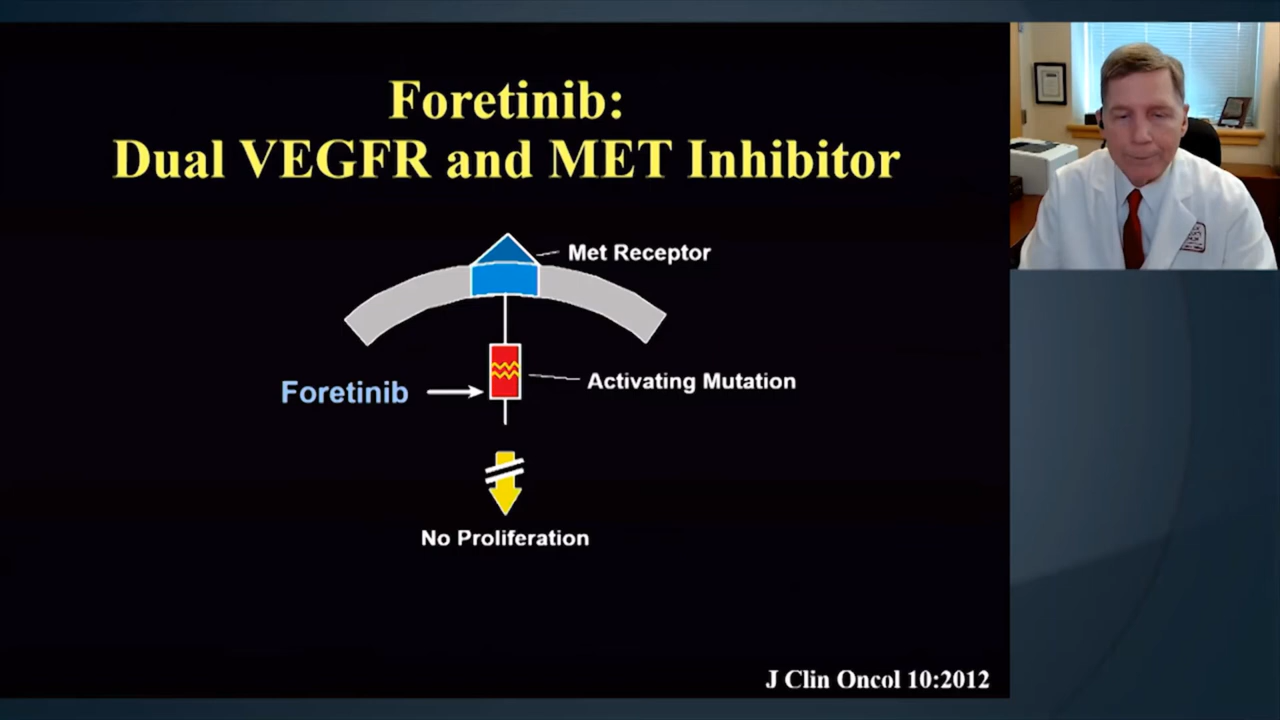 Foretinib:
Dual VEGFR and MET Inhibitor
Met Receptor
Activating Mutation
Foretinib
No Proliferation
J Clin Oncol 10:2012